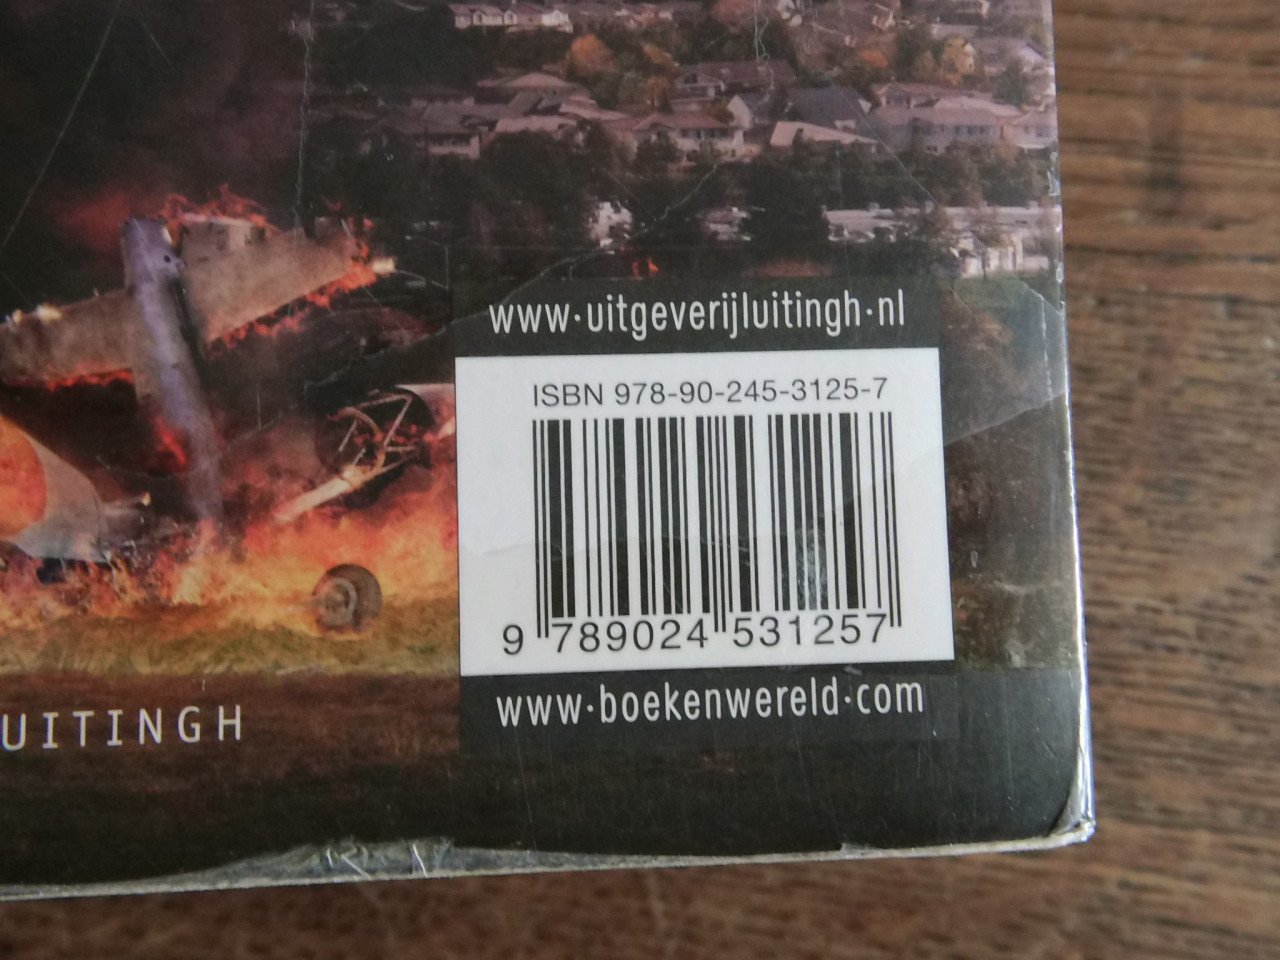 www·uitgeverijluitingh·nl
ISBN 978-90-245-3125-7
9 789024 531257
www·boekenwereld·com
UITINGH